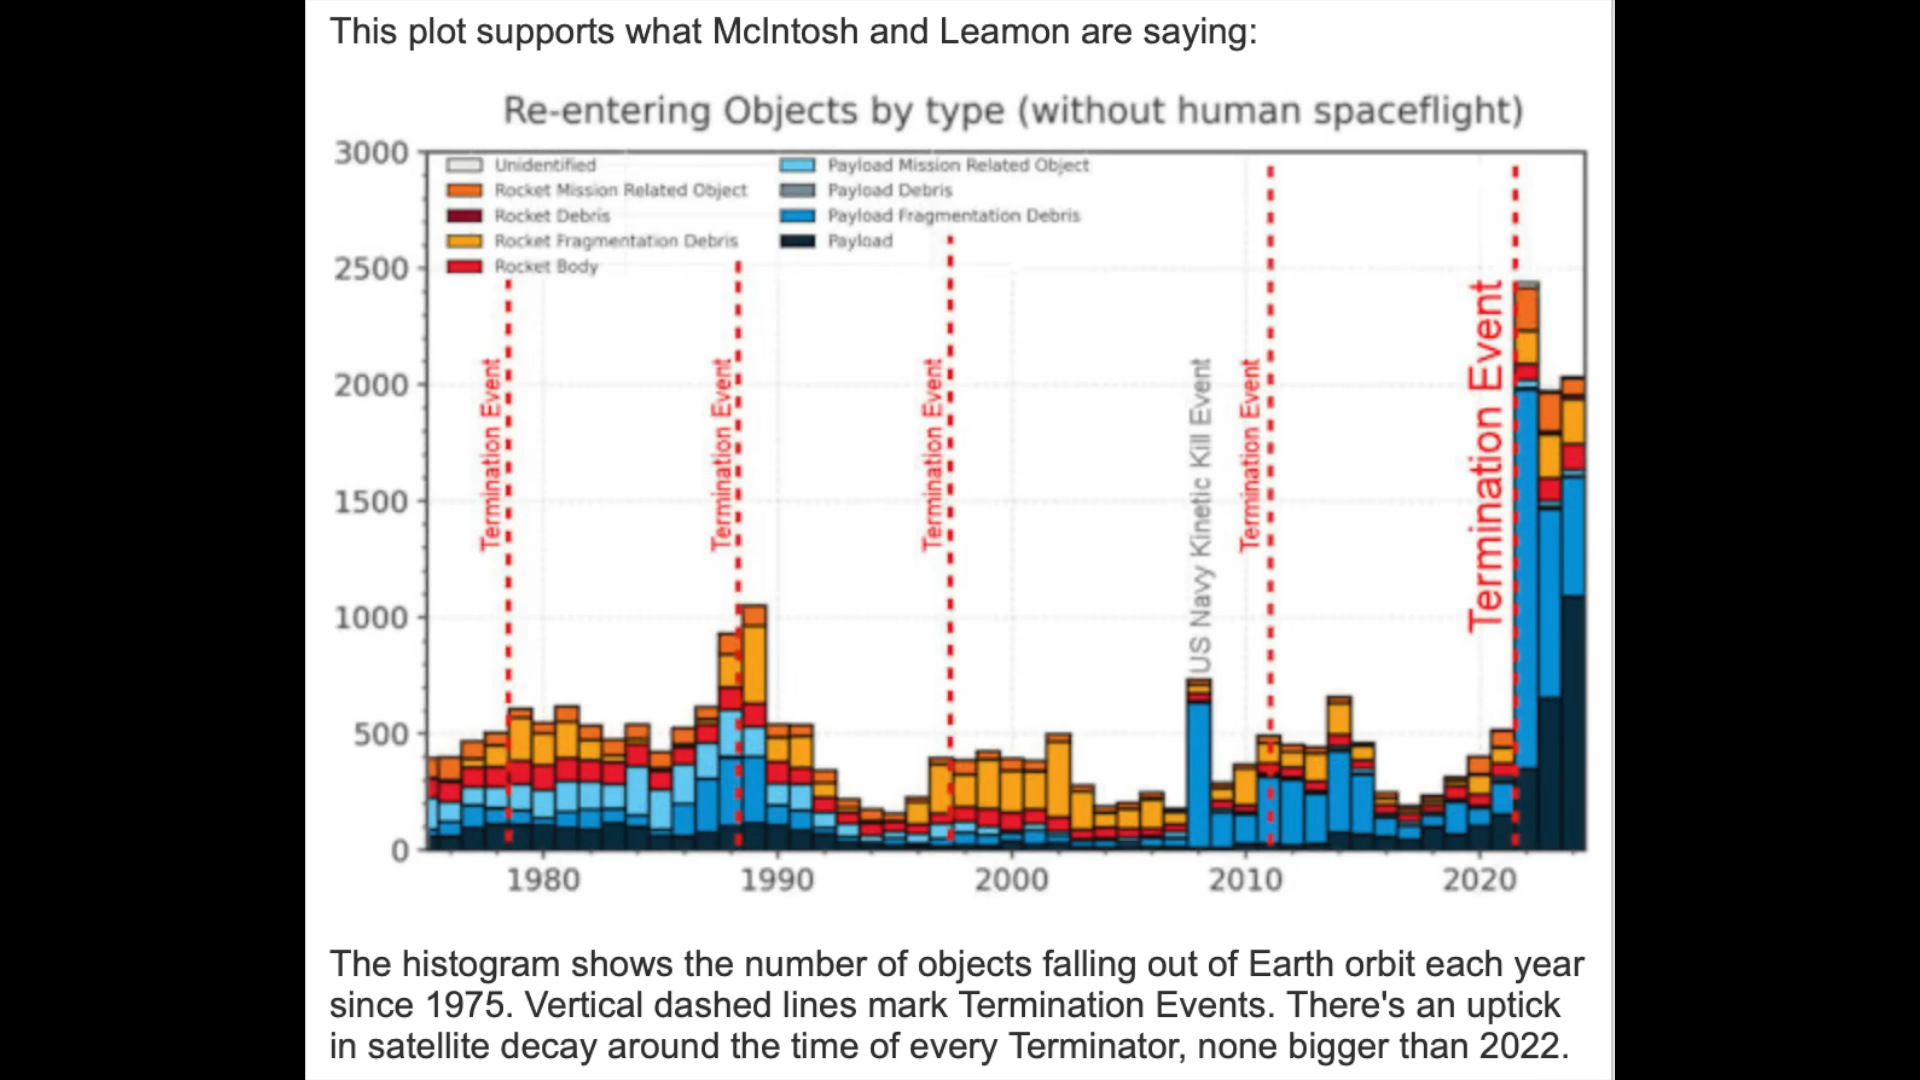 This plot supports what McIntosh and Leamon are saying:
Re-entering Objects by type (without human spaceflight)
3000
2500
2000
1500
1000
500
0
Unidentified
Rocket Mission Related Object
Rocket Debris
Rocket Fragmentation Debris
Rocket Body
Payload Mission Related Object
Payload Debris
Payload Fragmentation Debris
Payload
Termination Event
Termination Event
Termination Event
US Navy Kinetic Kill Event
Termination Event
Termination Event
1980
1990
2000
2010
2020
The histogram shows the number of objects falling out of Earth orbit each year
since 1975. Vertical dashed lines mark Termination Events. There's an uptick
in satellite decay around the time of every Terminator, none bigger than 2022.